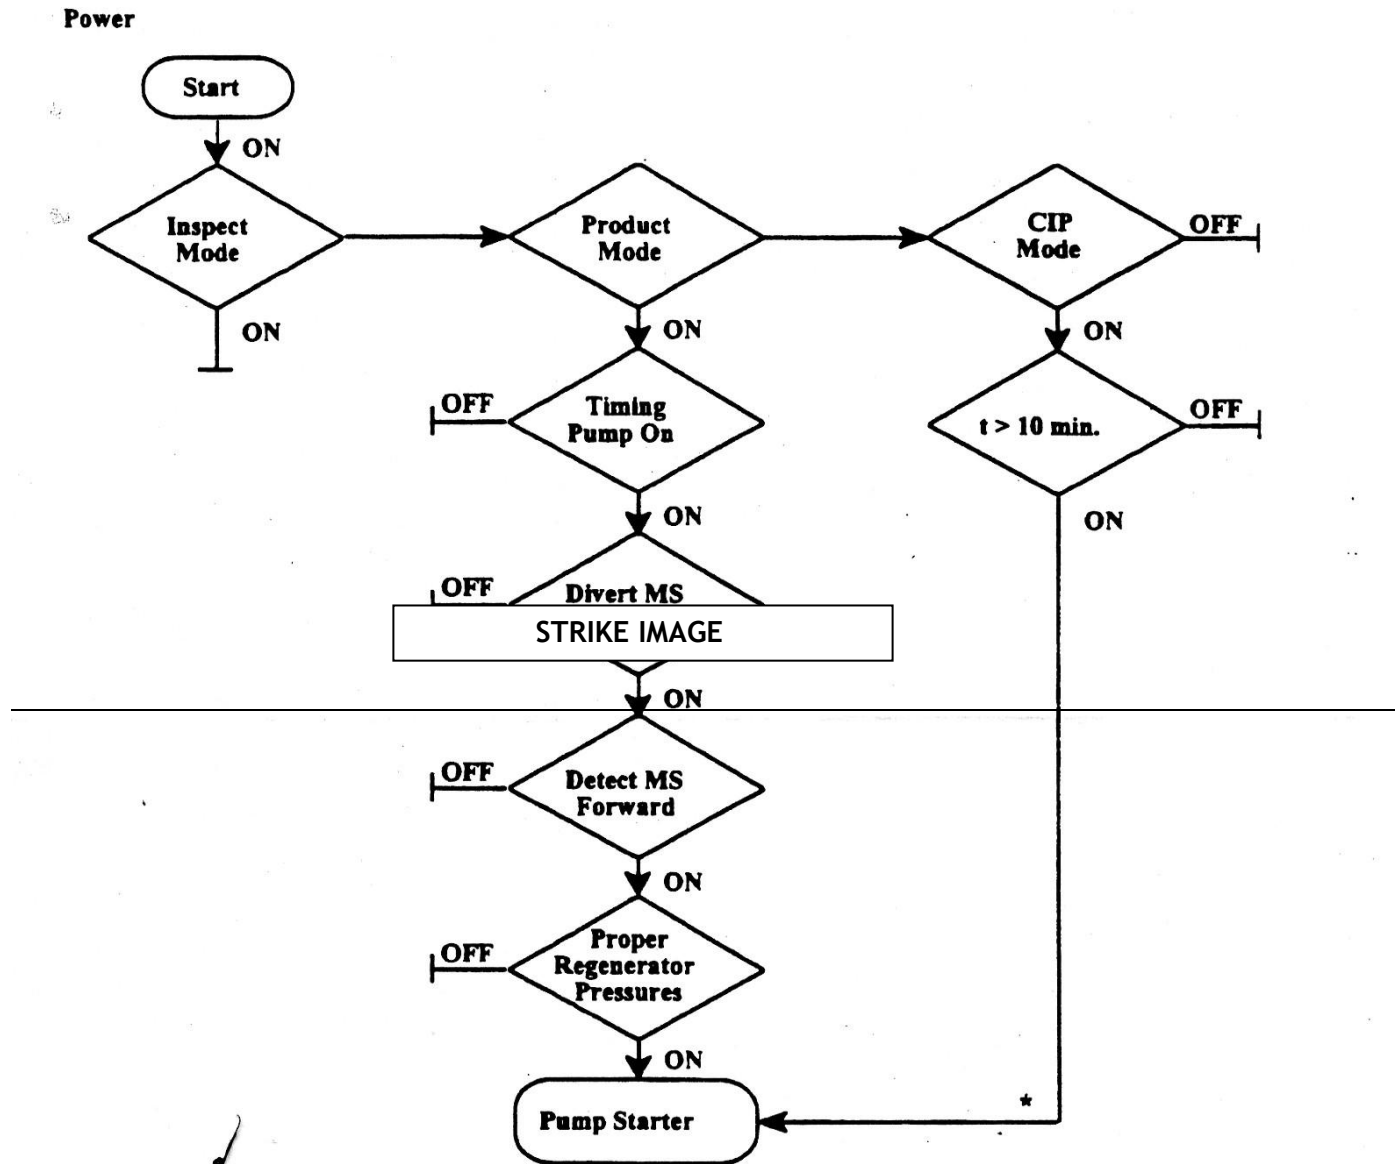 Power
Start
ON
Inspect
Mode
ON
Product
Mode
ON
CIP
Mode
OFF
ON
OFF
Timing
Pump On
ON
t > 10 min.
OFF
ON
OFF
Divert MS
STRIKE IMAGE
ON
OFF
Detect MS
Forward
ON
OFF
Proper
Regenerator
Pressures
ON
Pump Starter
*